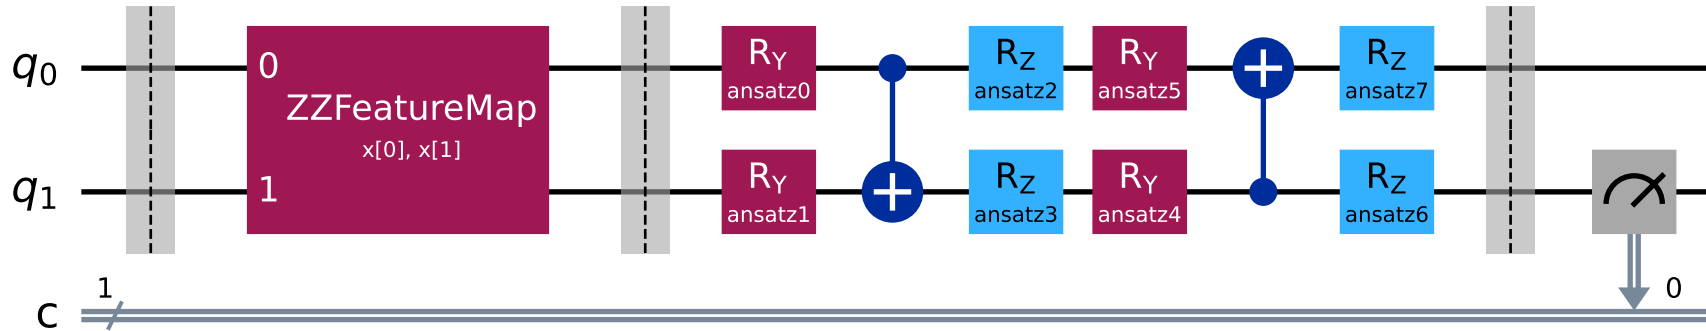 q0 0 ZZFeatureMap RY RZ RY RZ
x[0], x[1] ansatz0 ansatz2 ansatz5 ansatz7
q1 1 RY RZ RY RZ
ansatz1 ansatz3 ansatz4 ansatz6
c 1 0